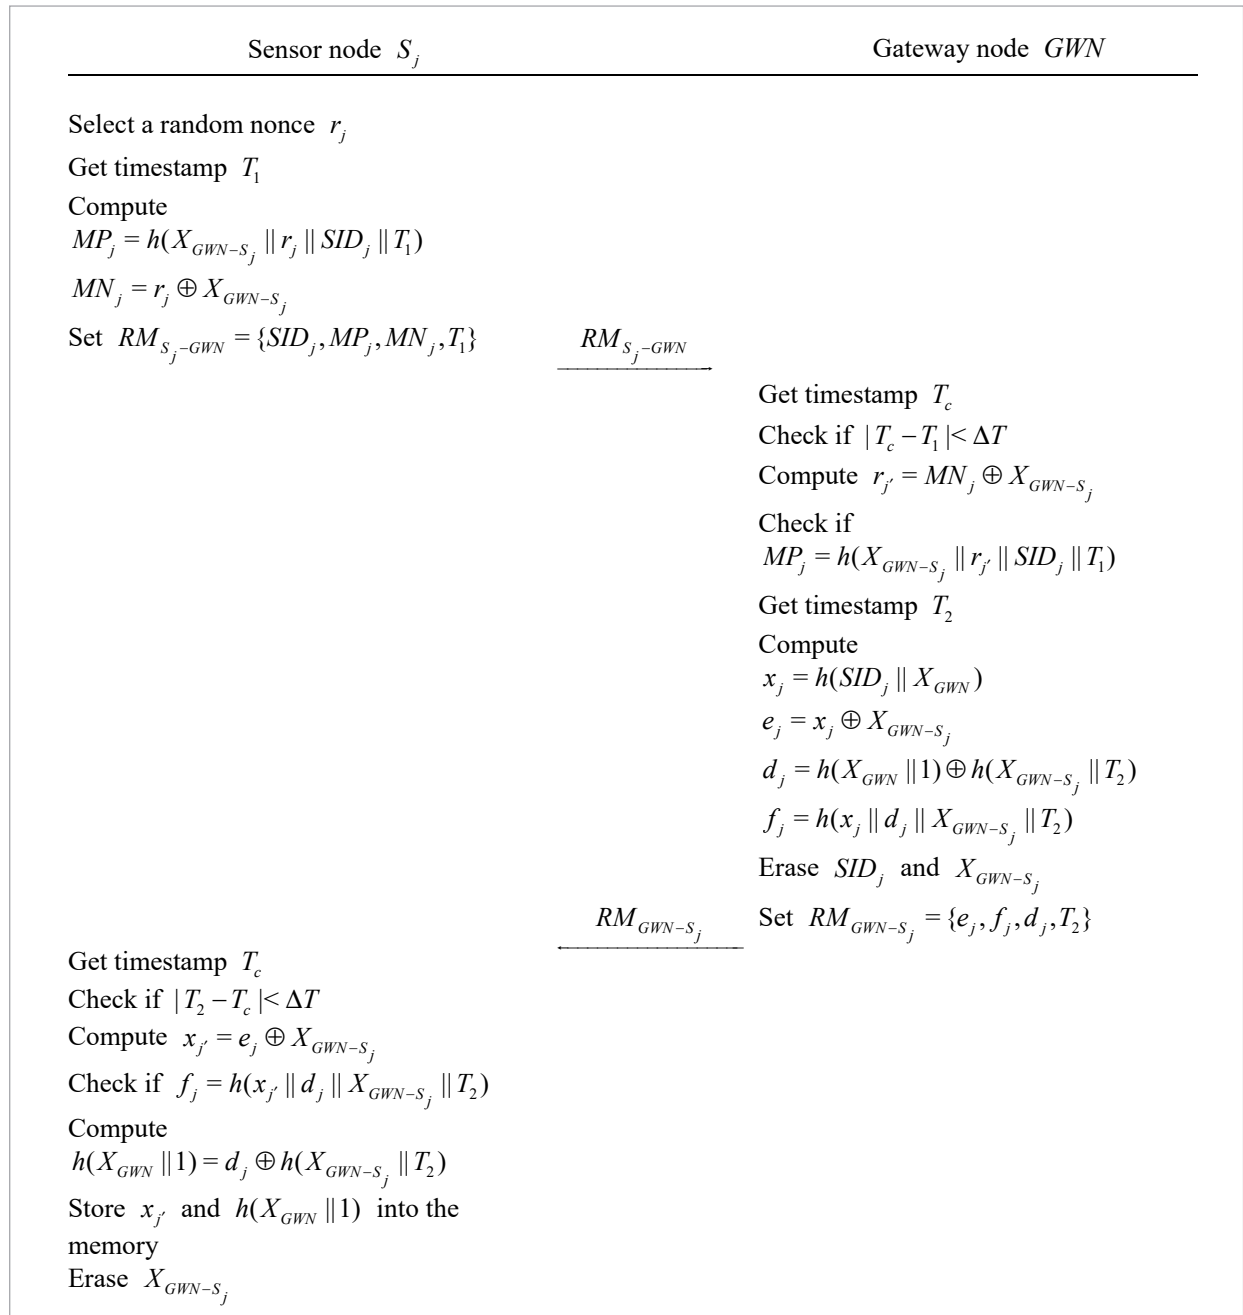 Sensor node S_j Gateway node GWN
Select a random nonce r_j
Get timestamp T_1
Compute
MP_j = h(X_{GWN-S_j} || r_j || SID_j || T_1)
MN_j = r_j ⊕ X_{GWN-S_j}
Set RM_{S_j-GWN} = {SID_j, MP_j, MN_j, T_1} RM_{S_j-GWN}
Get timestamp T_c
Check if | T_c − T_1 |< ΔT
Compute r_{j′} = MN_j ⊕ X_{GWN-S_j}
Check if
MP_j = h(X_{GWN-S_j} || r_{j′} || SID_j || T_1)
Get timestamp T_2
Compute
x_j = h(SID_j || X_{GWN})
e_j = x_j ⊕ X_{GWN-S_j}
d_j = h(X_{GWN} || 1) ⊕ h(X_{GWN-S_j} || T_2)
f_j = h(x_j || d_j || X_{GWN-S_j} || T_2)
Erase SID_j and X_{GWN-S_j}
RM_{GWN-S_j} Set RM_{GWN-S_j} = {e_j, f_j, d_j, T_2}
Get timestamp T_c
Check if | T_2 − T_c |< ΔT
Compute x_{j′} = e_j ⊕ X_{GWN-S_j}
Check if f_j = h(x_{j′} || d_j || X_{GWN-S_j} || T_2)
Compute
h(X_{GWN} || 1) = d_j ⊕ h(X_{GWN-S_j} || T_2)
Store x_{j′} and h(X_{GWN} || 1) into the
memory
Erase X_{GWN-S_j}